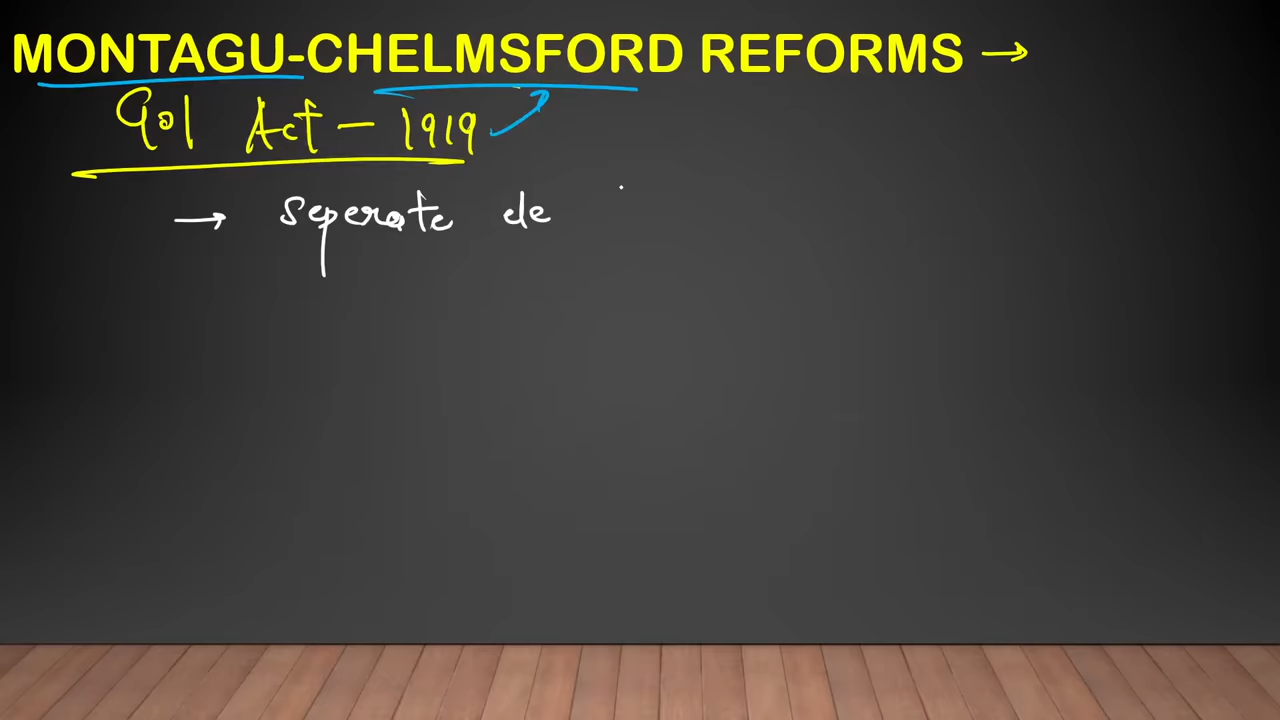 MONTAGU-CHELMSFORD REFORMS →
GoI Act - 1919
→ seperate de